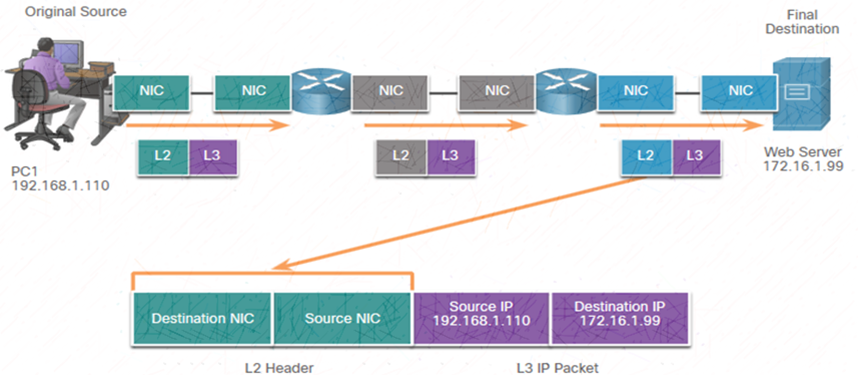 Original Source
Final
Destination
NIC
NIC
NIC
NIC
NIC
NIC
L2 L3
L2 L3
L2 L3
PC1
192.168.1.110
Web Server
172.16.1.99
Destination NIC
Source NIC
Source IP
192.168.1.110
Destination IP
172.16.1.99
L2 Header
L3 IP Packet